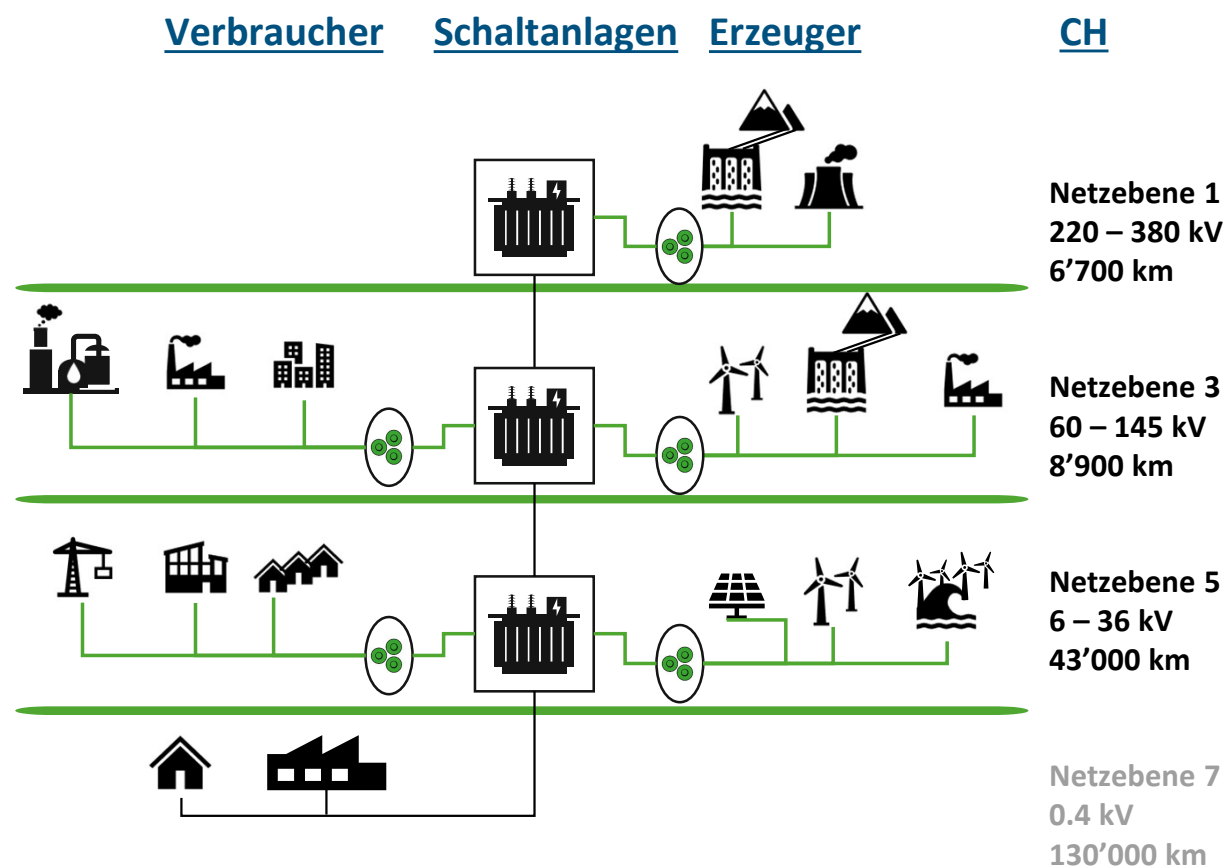 Verbraucher Schaltanlagen Erzeuger CH
Netzebene 1
220 – 380 kV
6’700 km
Netzebene 3
60 – 145 kV
8’900 km
Netzebene 5
6 – 36 kV
43’000 km
Netzebene 7
0.4 kV
130’000 km